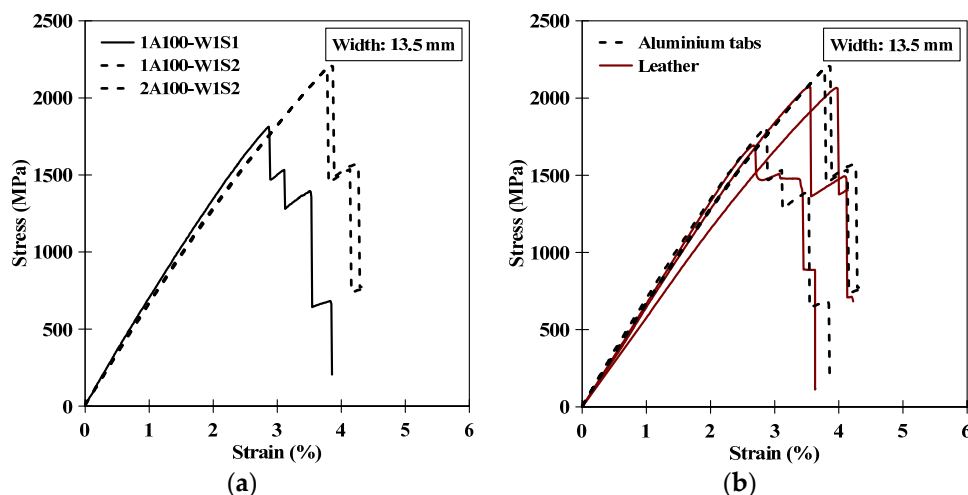 2500
2000
1500
1000
500
0
Stress (MPa)
1A100-W1S1
1A100-W1S2
2A100-W1S2
Width: 13.5 mm
0 1 2 3 4 5 6
Strain (%)
(a)
2500
2000
1500
1000
500
0
Stress (MPa)
Aluminium tabs
Leather
Width: 13.5 mm
0 1 2 3 4 5 6
Strain (%)
(b)